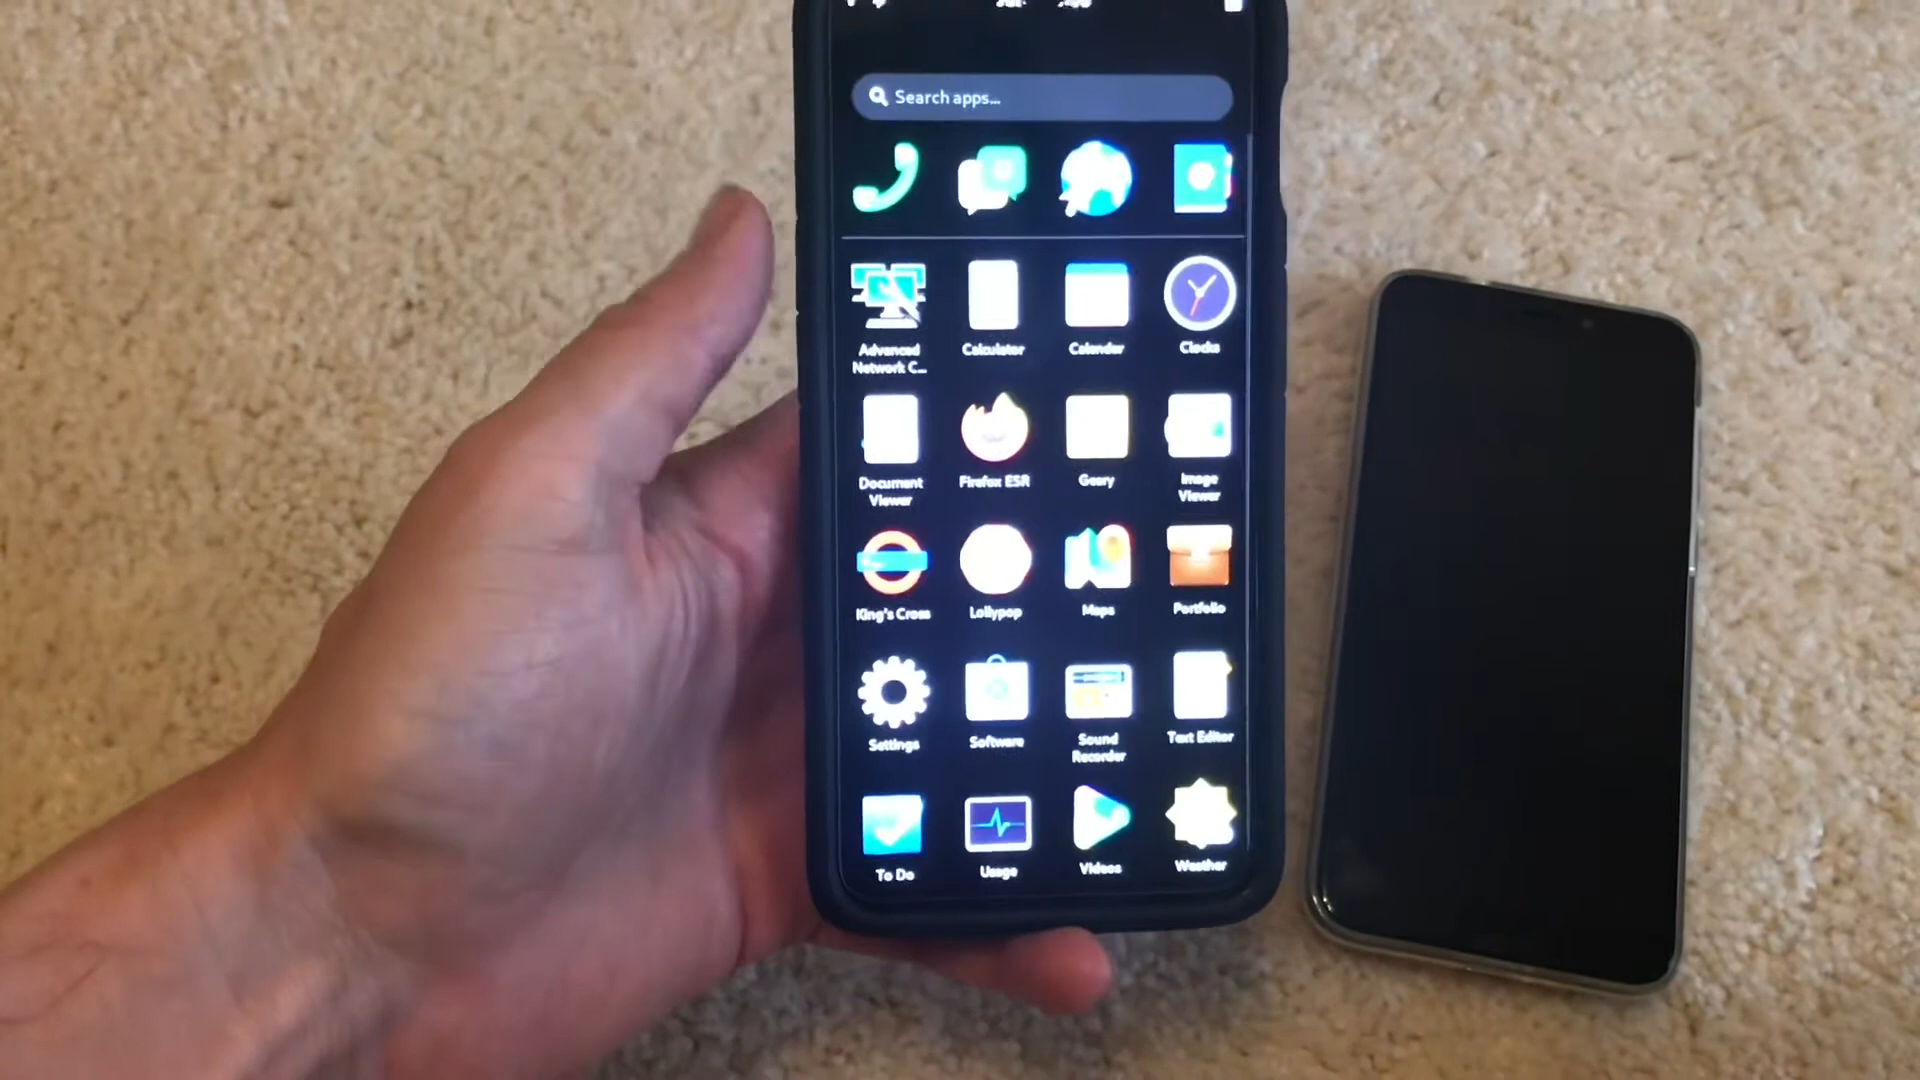 Search apps...
Advanced
Network C...
Calculator
Calendar
Clocks
Document
Viewer
Firefox ESR
Geary
Image
Viewer
King's Cross
Lollypop
Maps
Portfolio
Settings
Software
Sound
Recorder
Text Editor
To Do
Usage
Videos
Weather